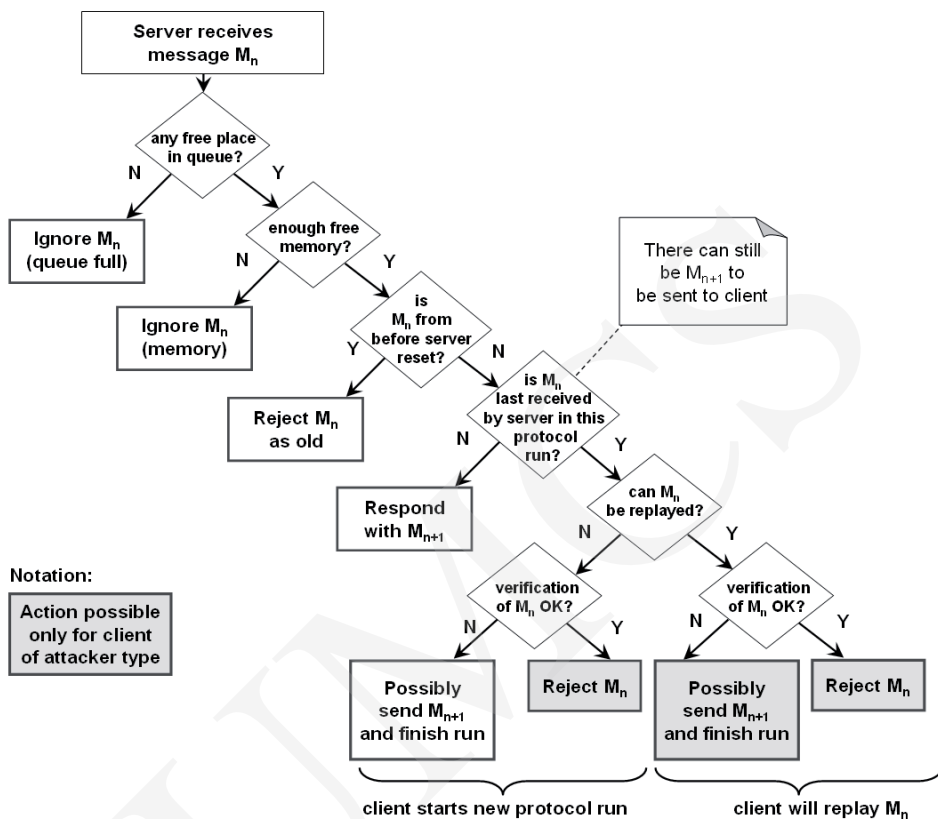 Server receives
message Mₙ
any free place
in queue?
N
Y
Ignore Mₙ
(queue full)
enough free
memory?
N
Y
Ignore Mₙ
(memory)
There can still
be Mₙ₊₁ to
be sent to client
is
Mₙ from
before server
reset?
Y
N
Reject Mₙ
as old
is Mₙ
last received
by server in this
protocol
run?
N
Y
Respond
with Mₙ₊₁
can Mₙ
be replayed?
N
Y
Notation:
Action possible
only for client
of attacker type
verification
of Mₙ OK?
N
Y
verification
of Mₙ OK?
N
Y
Possibly
send Mₙ₊₁
and finish run
Reject Mₙ
Possibly
send Mₙ₊₁
and finish run
Reject Mₙ
client starts new protocol run
client will replay Mₙ
UMCS